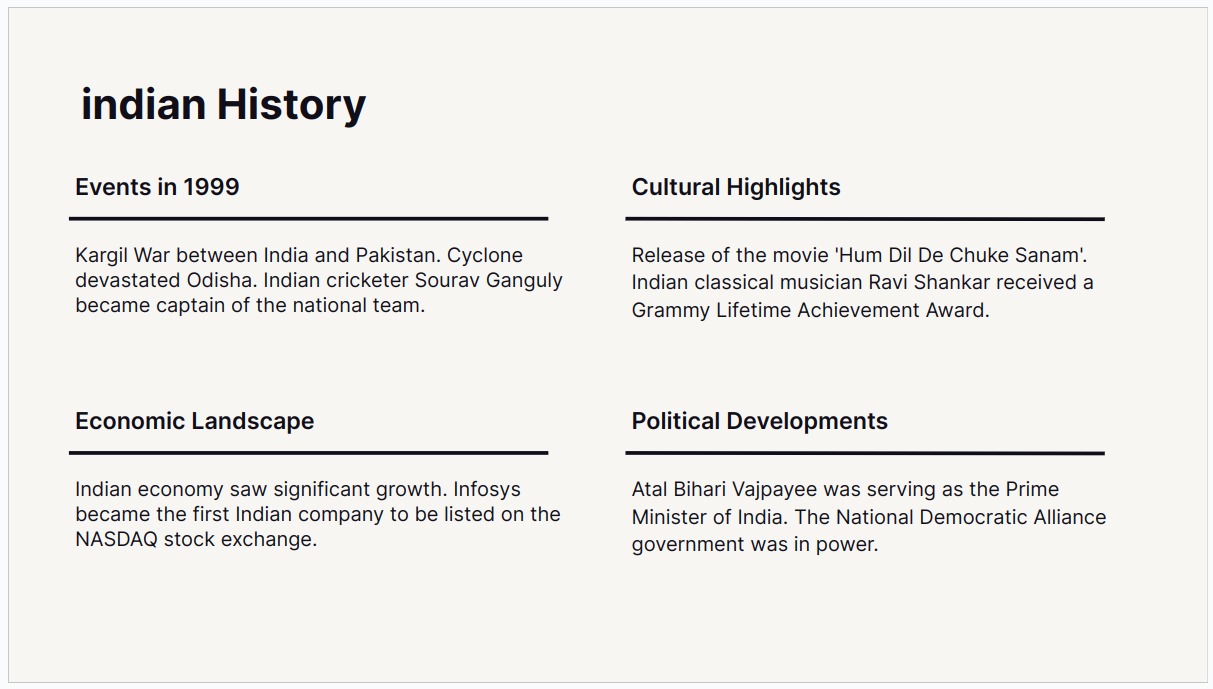 indian History
Events in 1999
Kargil War between India and Pakistan. Cyclone
devastated Odisha. Indian cricketer Sourav Ganguly
became captain of the national team.
Cultural Highlights
Release of the movie 'Hum Dil De Chuke Sanam'.
Indian classical musician Ravi Shankar received a
Grammy Lifetime Achievement Award.
Economic Landscape
Indian economy saw significant growth. Infosys
became the first Indian company to be listed on the
NASDAQ stock exchange.
Political Developments
Atal Bihari Vajpayee was serving as the Prime
Minister of India. The National Democratic Alliance
government was in power.